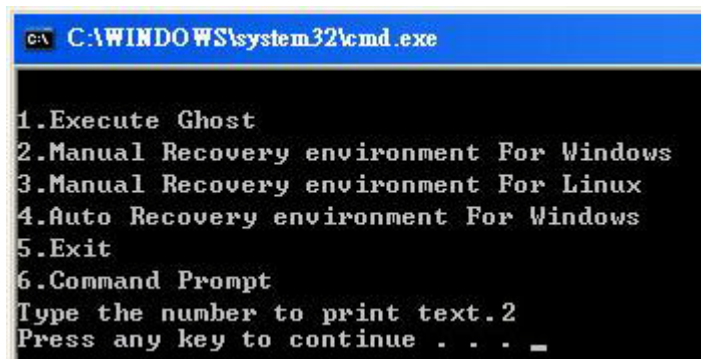 C:\WINDOWS\system32\cmd.exe
1.Execute Ghost
2.Manual Recovery environment For Windows
3.Manual Recovery environment For Linux
4.Auto Recovery environment For Windows
5.Exit
6.Command Prompt
Type the number to print text.2
Press any key to continue . . . _